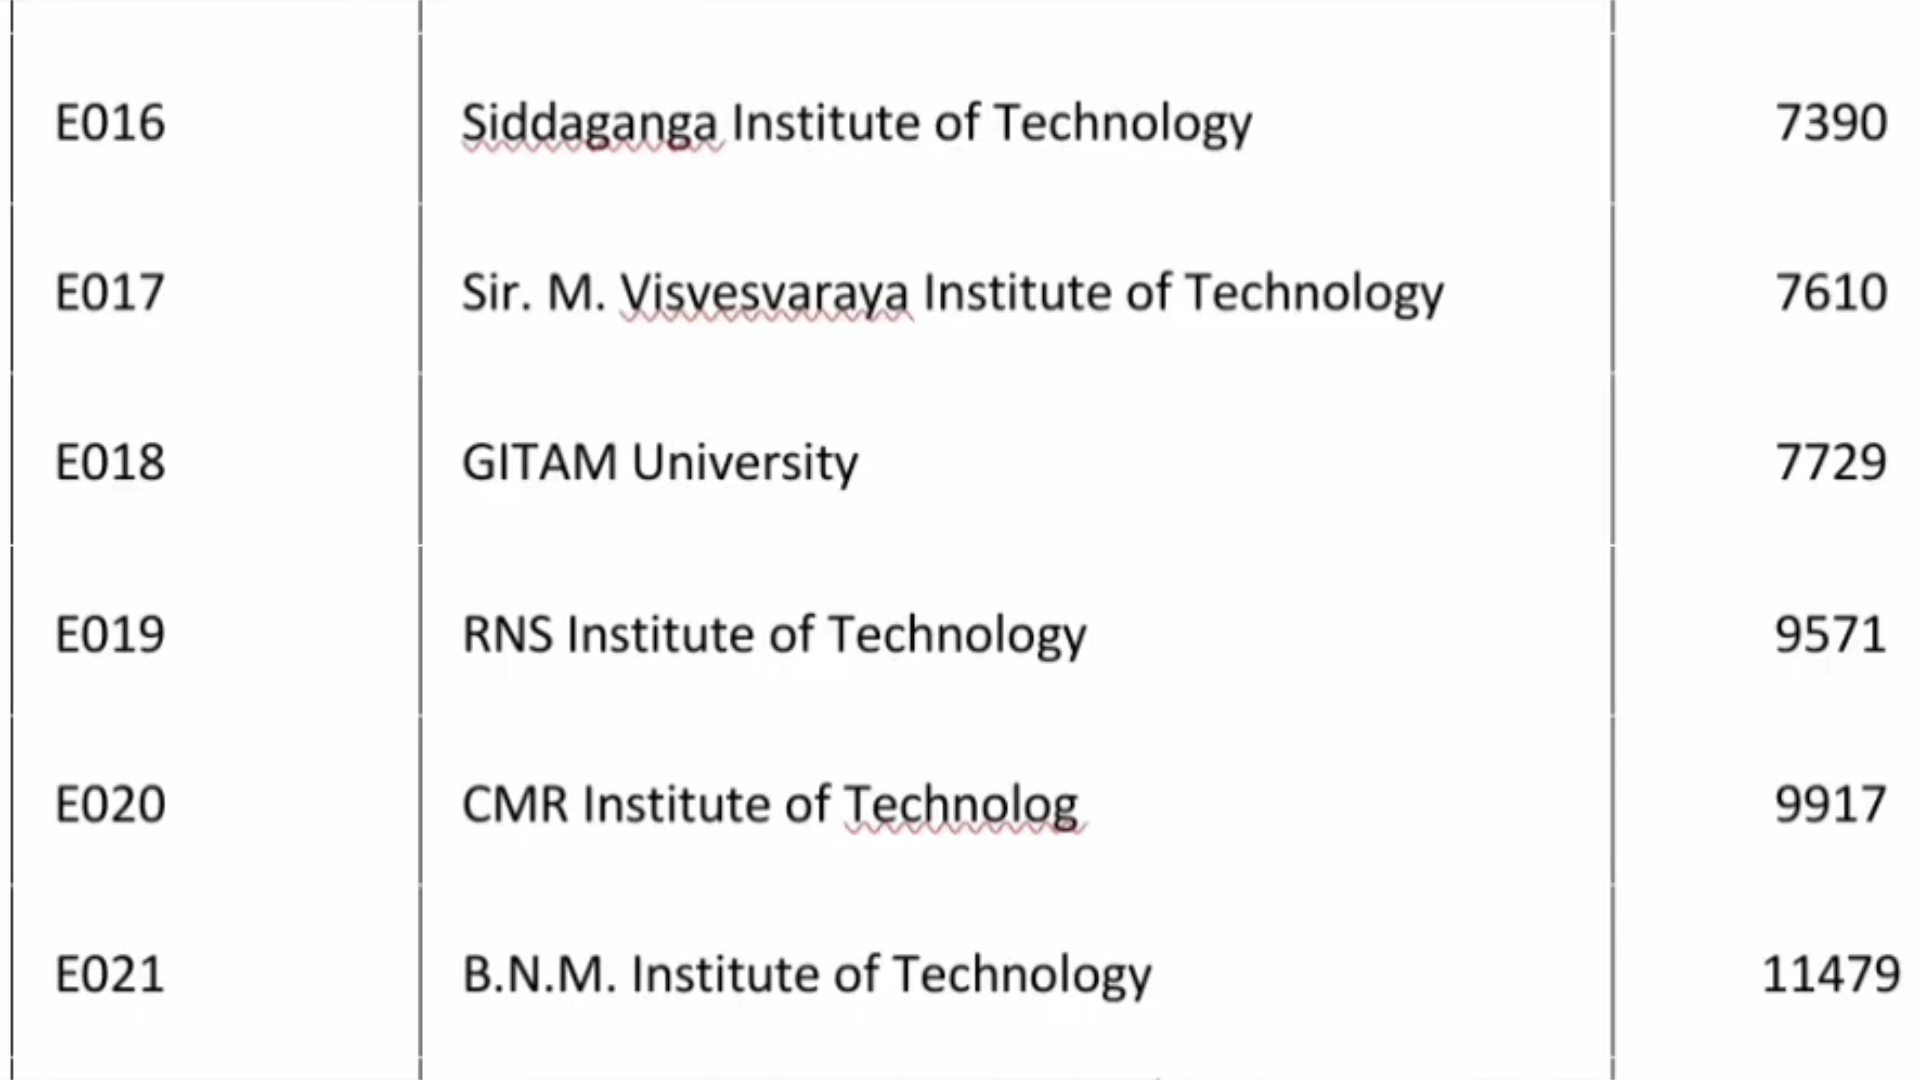 E016 Siddaganga Institute of Technology 7390
E017 Sir. M. Visvesvaraya Institute of Technology 7610
E018 GITAM University 7729
E019 RNS Institute of Technology 9571
E020 CMR Institute of Technolog 9917
E021 B.N.M. Institute of Technology 11479